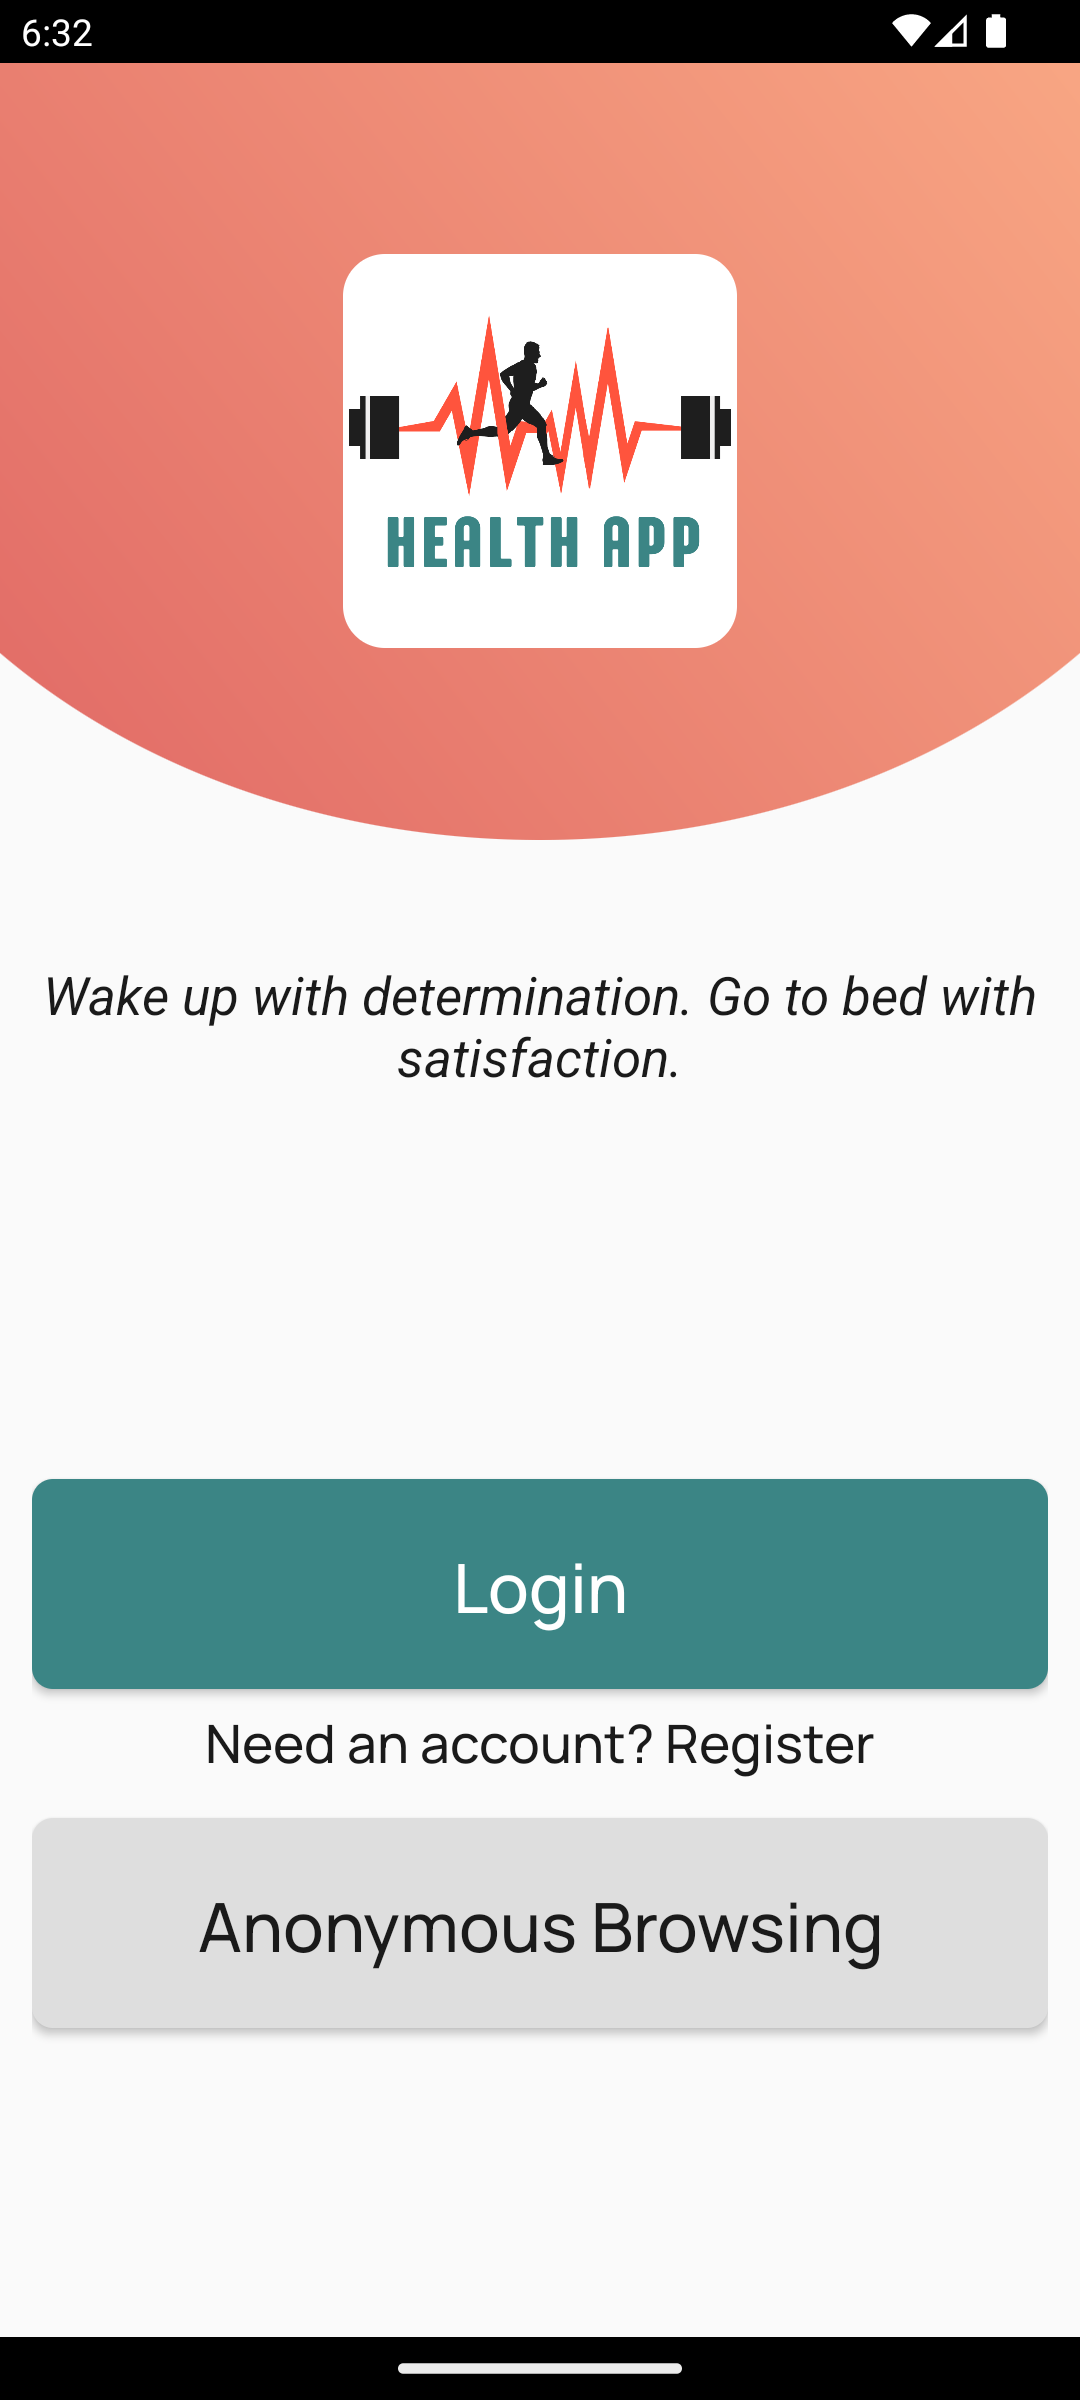 6:32
HEALTH APP
Wake up with determination. Go to bed with
satisfaction.
Login
Need an account? Register
Anonymous Browsing